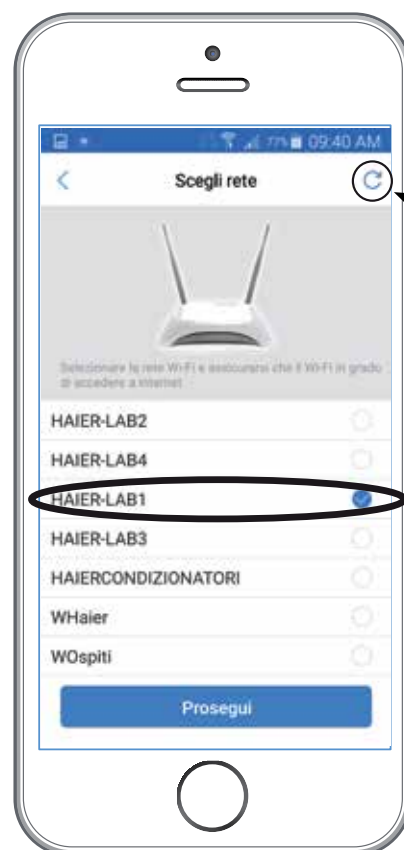 77% 09:40 AM
Scegli rete
Selezionare la rete Wi-Fi e assicurarsi che il Wi-Fi in grado
di accedere a internet
HAIER-LAB2
HAIER-LAB4
HAIER-LAB1
HAIER-LAB3
HAIERCONDIZIONATORI
WHaier
WOspiti
Prosegui